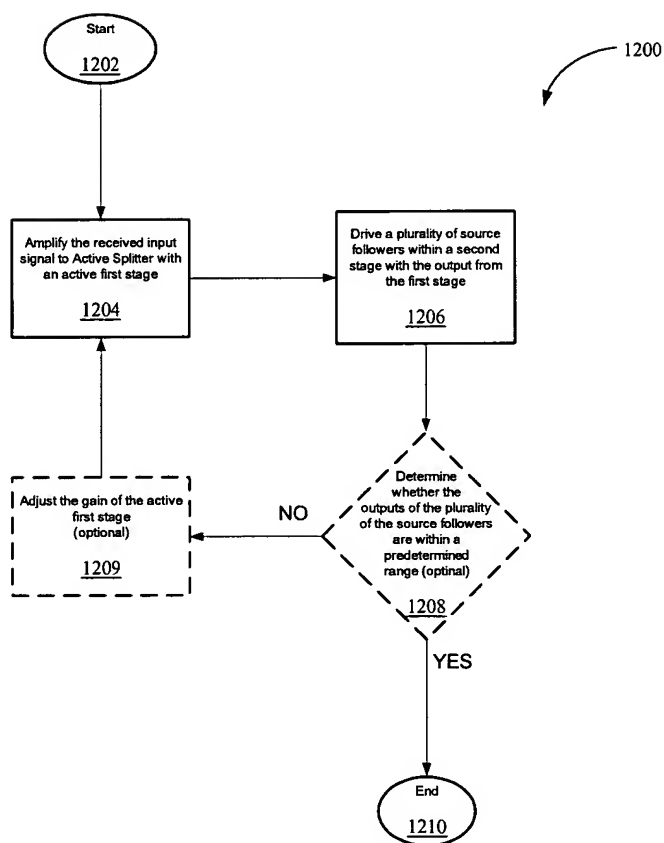 Start
1202
1200
Amplify the received input
signal to Active Splitter with
an active first stage
1204
Drive a plurality of source
followers within a second
stage with the output from
the first stage
1206
Adjust the gain of the active
first stage
(optional)
1209
NO
Determine
whether the
outputs of the plurality
of the source followers
are within a
predetermined
range (optinal)
1208
YES
End
1210